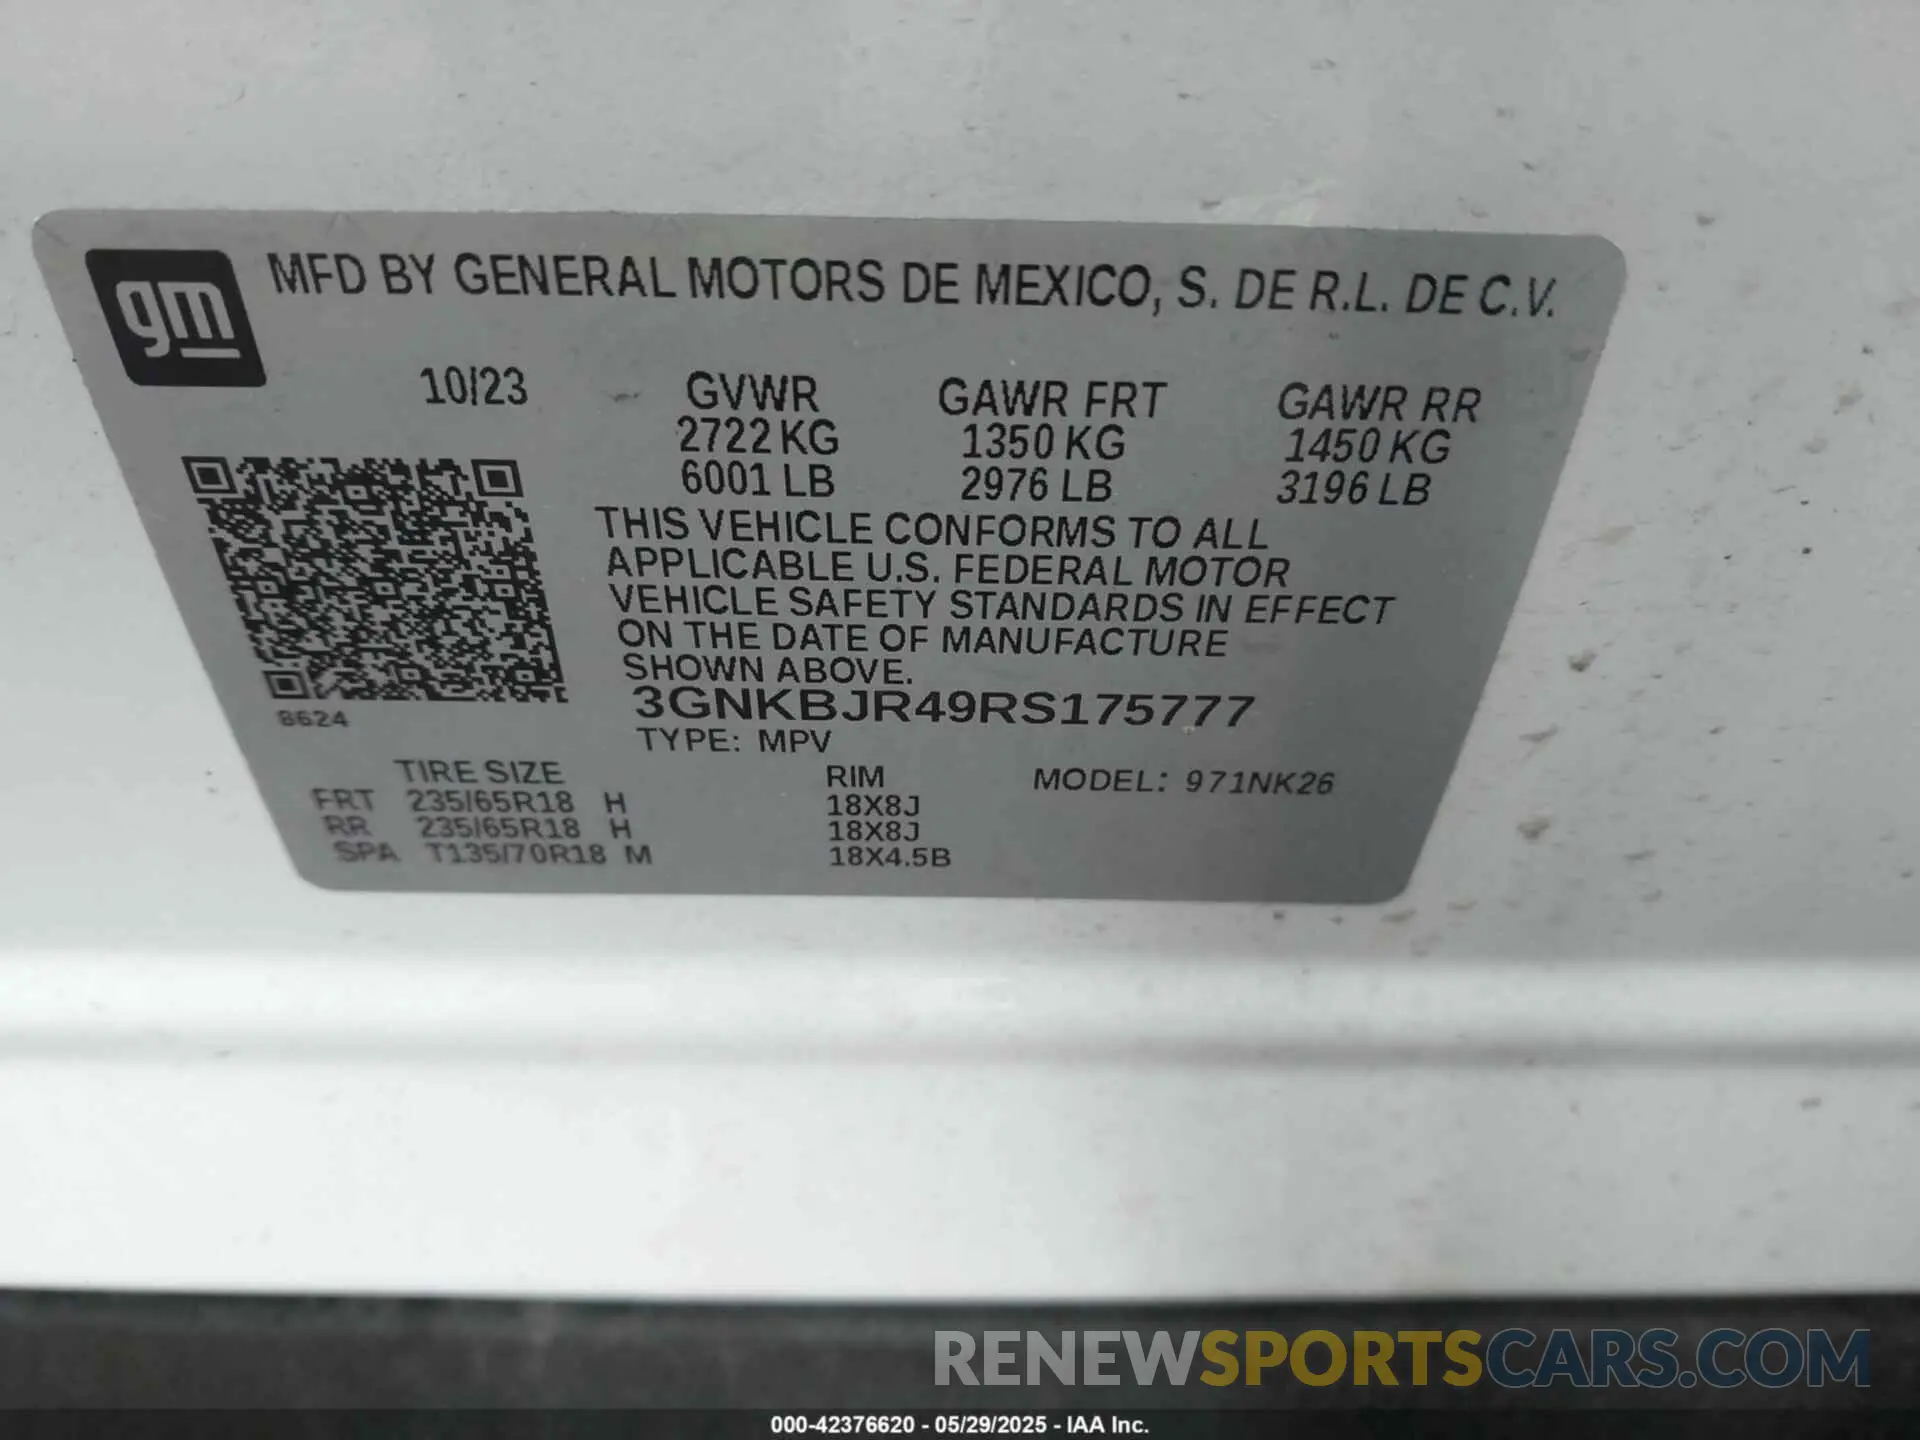 gm
MFD BY GENERAL MOTORS DE MEXICO, S. DE R.L. DE C.V.
10/23 GVWR GAWR FRT GAWR RR
2722 KG 1350 KG 1450 KG
6001 LB 2976 LB 3196 LB
THIS VEHICLE CONFORMS TO ALL
APPLICABLE U.S. FEDERAL MOTOR
VEHICLE SAFETY STANDARDS IN EFFECT
ON THE DATE OF MANUFACTURE
SHOWN ABOVE.
3GNKBJR49RS175777
8624
TYPE: MPV
TIRE SIZE RIM MODEL: 971NK26
FRT 235/65R18 H 18X8J
RR 235/65R18 H 18X8J
SPA T135/70R18 M 18X4.5B
RENEWSPORTSCARS.COM
000-42376620 - 05/29/2025 - IAA Inc.